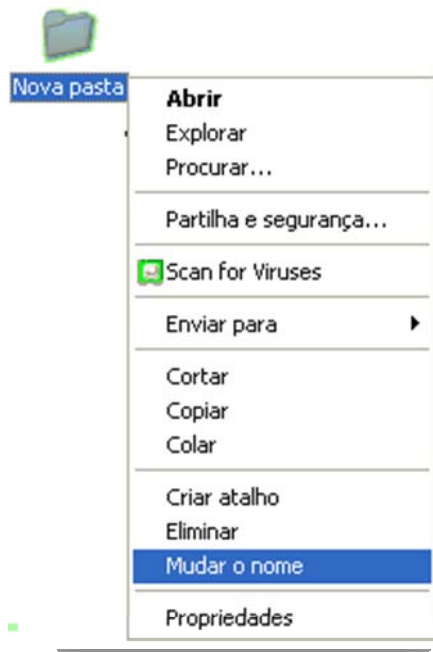 Nova pasta
Abrir
Explorar
Procurar...
Partilha e segurança...
Scan for Viruses
Enviar para
Cortar
Copiar
Colar
Criar atalho
Eliminar
Mudar o nome
Propriedades